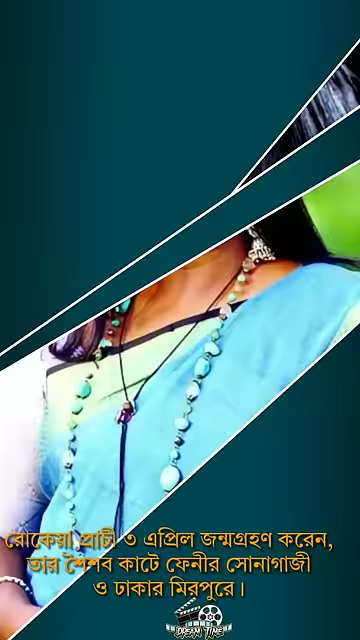 রোকেয়া প্রাচী ৩ এপ্রিল জন্মগ্রহণ করেন,
তার শৈশব কাটে ফেনীর সোনাগাজী
ও ঢাকার মিরপুরে।
DREAM TIME